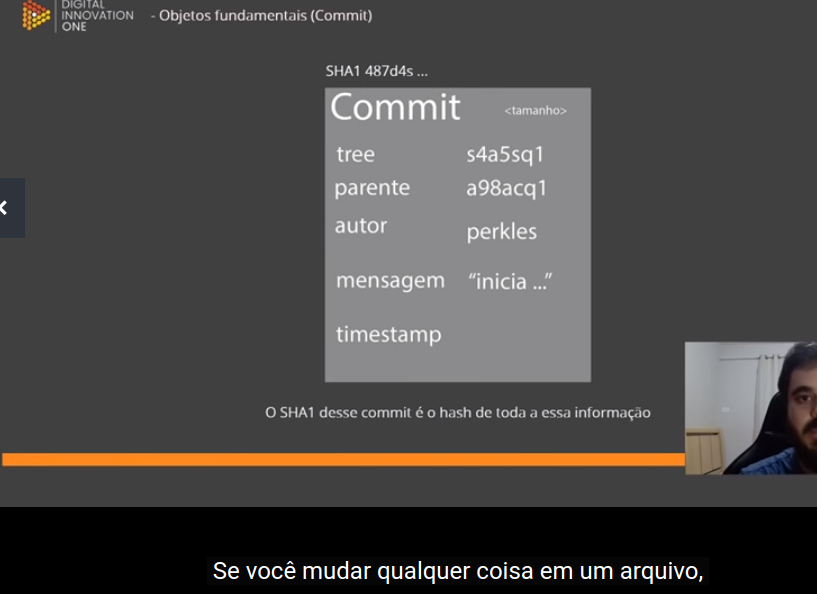 DIGITAL
INNOVATION
ONE
- Objetos fundamentais (Commit)
SHA1 487d4s ...
Commit <tamanho>
tree s4a5sq1
parente a98acq1
autor perkles
mensagem “inicia ...”
timestamp
O SHA1 desse commit é o hash de toda a essa informação
Se você mudar qualquer coisa em um arquivo,